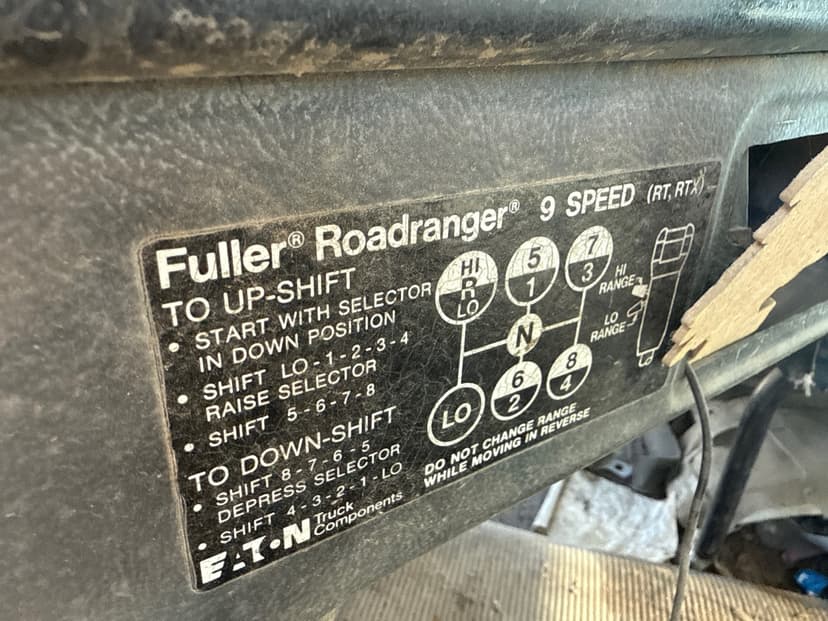 Fuller® Roadranger® 9 SPEED (RT, RTX)
TO UP-SHIFT
• START WITH SELECTOR
IN DOWN POSITION
• SHIFT LO-1-2-3-4
RAISE SELECTOR
• SHIFT 5-6-7-8
TO DOWN-SHIFT
• SHIFT 8-7-6-5
DEPRESS SELECTOR
• SHIFT 4-3-2-1-LO
EATON Truck
Components
HI
R
LO
5
1
7
3
N
LO
6
2
8
4
HI
RANGE
LO
RANGE
DO NOT CHANGE RANGE
WHILE MOVING IN REVERSE